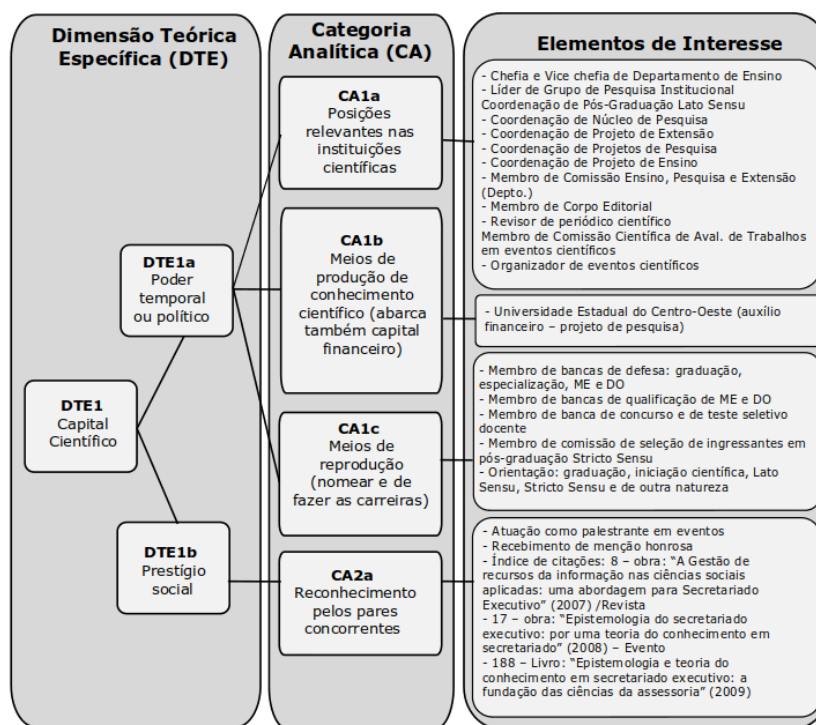 Dimensão Teórica
Específica (DTE)
DTE1
Capital
Científico
DTE1a
Poder
temporal
ou político
DTE1b
Prestígio
social
Categoria
Analítica (CA)
CA1a
Posições
relevantes nas
instituições
científicas
CA1b
Meios de
produção de
conhecimento
científico (abarca
também capital
financeiro)
CA1c
Meios de
reprodução
(nomear e de
fazer as carreiras)
CA2a
Reconhecimento
pelos pares
concorrentes
Elementos de Interesse
- Chefia e Vice chefia de Departamento de Ensino
- Líder de Grupo de Pesquisa Institucional
Coordenação de Pós-Graduação Lato Sensu
- Coordenação de Núcleo de Pesquisa
- Coordenação de Projeto de Extensão
- Coordenação de Projetos de Pesquisa
- Coordenação de Projeto de Ensino
- Membro de Comissão Ensino, Pesquisa e Extensão
(Depto.)
- Membro de Corpo Editorial
- Revisor de periódico científico
Membro de Comissão Científica de Aval. de Trabalhos
em eventos científicos
- Organizador de eventos científicos
- Universidade Estadual do Centro-Oeste (auxílio
financeiro – projeto de pesquisa)
- Membro de bancas de defesa: graduação,
especialização, ME e DO
- Membro de bancas de qualificação de ME e DO
- Membro de banca de concurso e de teste seletivo
docente
- Membro de comissão de seleção de ingressantes em
pós-graduação Stricto Sensu
- Orientação: graduação, iniciação científica, Lato
Sensu, Stricto Sensu e de outra natureza
- Atuação como palestrante em eventos
- Recebimento de menção honrosa
- Índice de citações: 8 – obra: “A Gestão de
recursos da informação nas ciências sociais
aplicadas: uma abordagem para Secretariado
Executivo” (2007) /Revista
- 17 – obra: “Epistemologia do secretariado
executivo: por uma teoria do conhecimento em
secretariado” (2008) – Evento
- 188 – Livro: “Epistemologia e teoria do
conhecimento em secretariado executivo: a
fundação das ciências da assessoria” (2009)